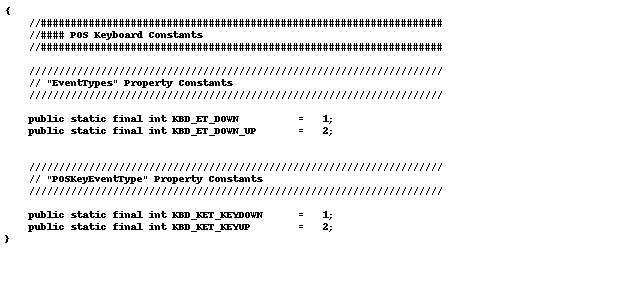 {
//####################################################################
//#### POS Keyboard Constants
//####################################################################
/////////////////////////////////////////////////////////////////////
// "EventTypes" Property Constants
/////////////////////////////////////////////////////////////////////
public static final int KBD_ET_DOWN = 1;
public static final int KBD_ET_DOWN_UP = 2;
/////////////////////////////////////////////////////////////////////
// "POSKeyEventType" Property Constants
/////////////////////////////////////////////////////////////////////
public static final int KBD_KET_KEYDOWN = 1;
public static final int KBD_KET_KEYUP = 2;
}